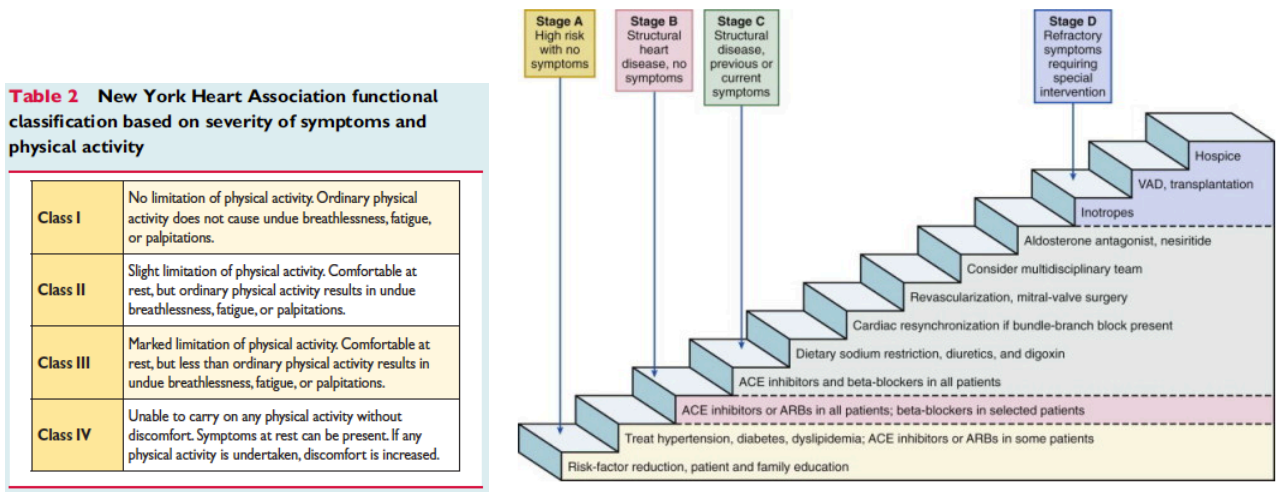 Table 2 New York Heart Association functional
classification based on severity of symptoms and
physical activity
Class I
No limitation of physical activity. Ordinary physical
activity does not cause undue breathlessness, fatigue,
or palpitations.
Class II
Slight limitation of physical activity. Comfortable at
rest, but ordinary physical activity results in undue
breathlessness, fatigue, or palpitations.
Class III
Marked limitation of physical activity. Comfortable at
rest, but less than ordinary physical activity results in
undue breathlessness, fatigue, or palpitations.
Class IV
Unable to carry on any physical activity without
discomfort. Symptoms at rest can be present. If any
physical activity is undertaken, discomfort is increased.
Stage A
High risk
with no
symptoms
Stage B
Structural
heart
disease, no
symptoms
Stage C
Structural
disease,
previous or
current
symptoms
Stage D
Refractory
symptoms
requiring
special
intervention
Hospice
VAD, transplantation
Inotropes
Aldosterone antagonist, nesiritide
Consider multidisciplinary team
Revascularization, mitral-valve surgery
Cardiac resynchronization if bundle-branch block present
Dietary sodium restriction, diuretics, and digoxin
ACE inhibitors and beta-blockers in all patients
ACE inhibitors or ARBs in all patients; beta-blockers in selected patients
Treat hypertension, diabetes, dyslipidemia; ACE inhibitors or ARBs in some patients
Risk-factor reduction, patient and family education